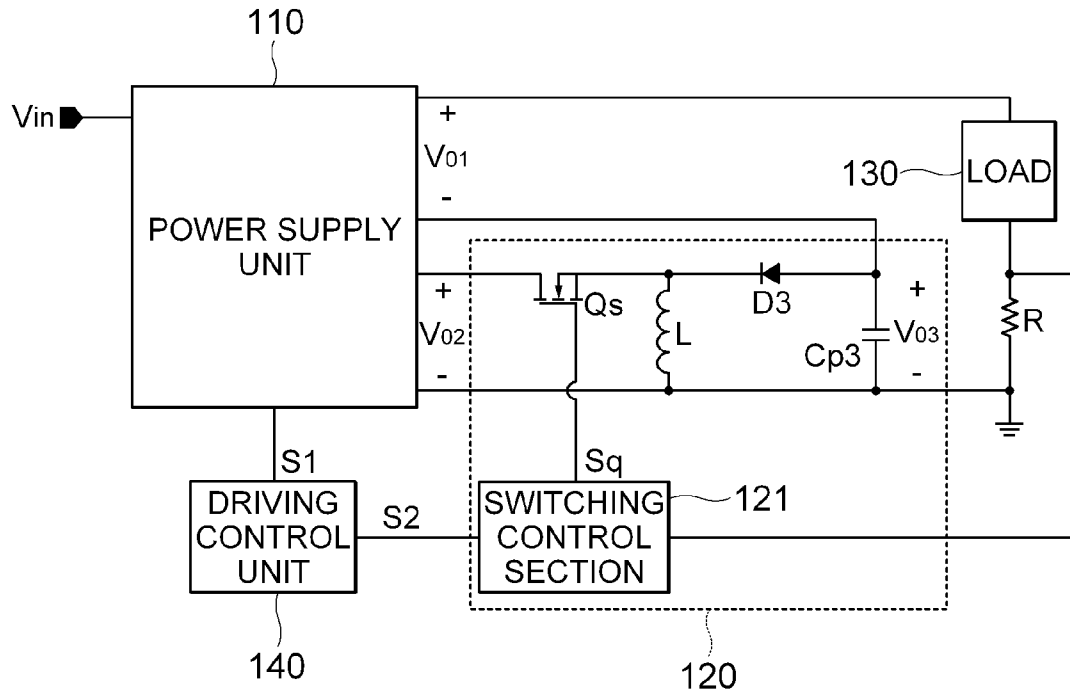 110
Vin
+
V01
-
POWER SUPPLY
UNIT
130
LOAD
+
V02
-
Qs
L
D3
Cp3
+
V03
-
R
S1
Sq
DRIVING
CONTROL
UNIT
S2
SWITCHING
CONTROL
SECTION
121
140
120